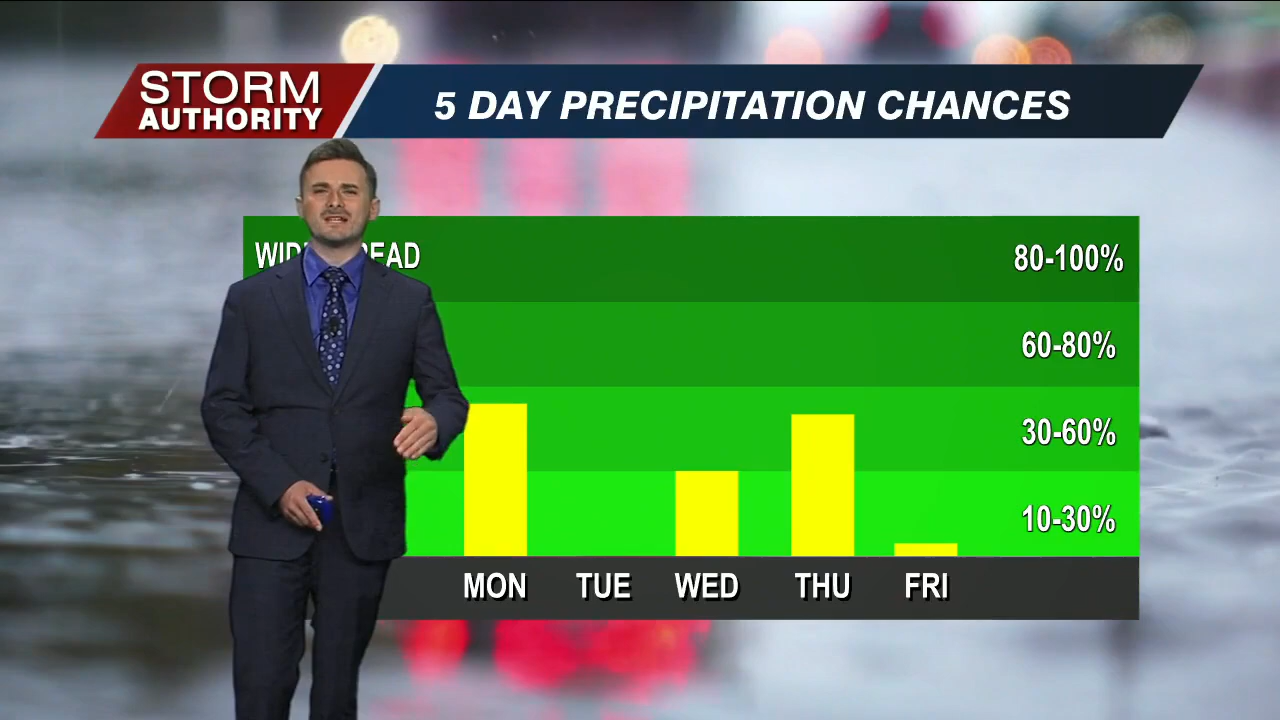 STORM
AUTHORITY
5 DAY PRECIPITATION CHANCES
80-100%
60-80%
30-60%
10-30%
MON TUE WED THU FRI